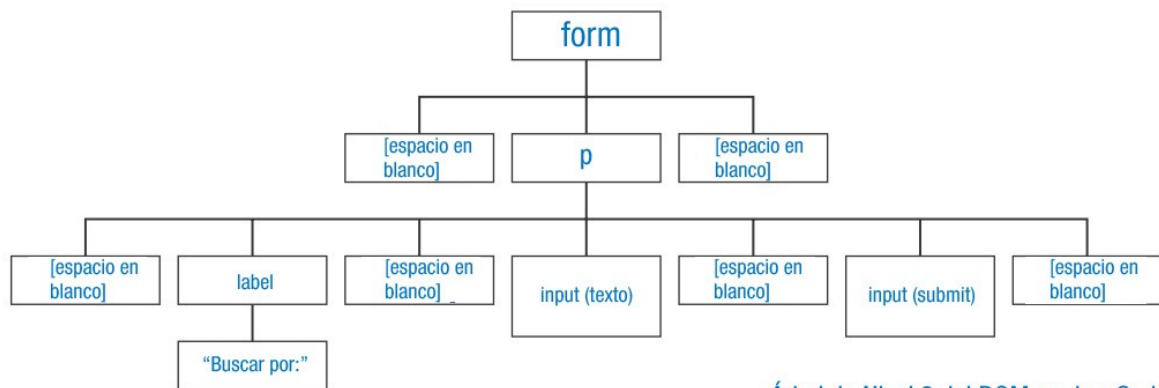 form
[espacio en
blanco]
p
[espacio en
blanco]
[espacio en
blanco]
label
[espacio en
blanco]
input (texto)
[espacio en
blanco]
input (submit)
[espacio en
blanco]
“Buscar por:”